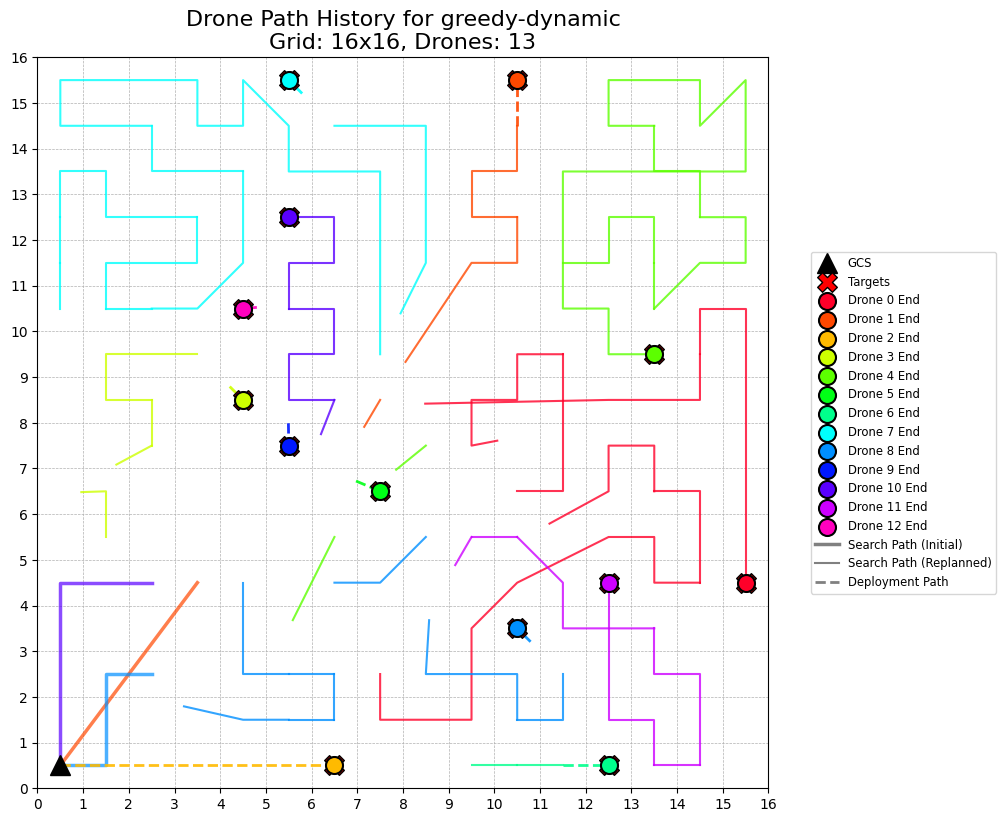 Drone Path History for greedy-dynamic
Grid: 16x16, Drones: 13
16
15
14
13
12
11
10
9
8
7
6
5
4
3
2
1
0
0 1 2 3 4 5 6 7 8 9 10 11 12 13 14 15 16
GCS
Targets
Drone 0 End
Drone 1 End
Drone 2 End
Drone 3 End
Drone 4 End
Drone 5 End
Drone 6 End
Drone 7 End
Drone 8 End
Drone 9 End
Drone 10 End
Drone 11 End
Drone 12 End
Search Path (Initial)
Search Path (Replanned)
Deployment Path